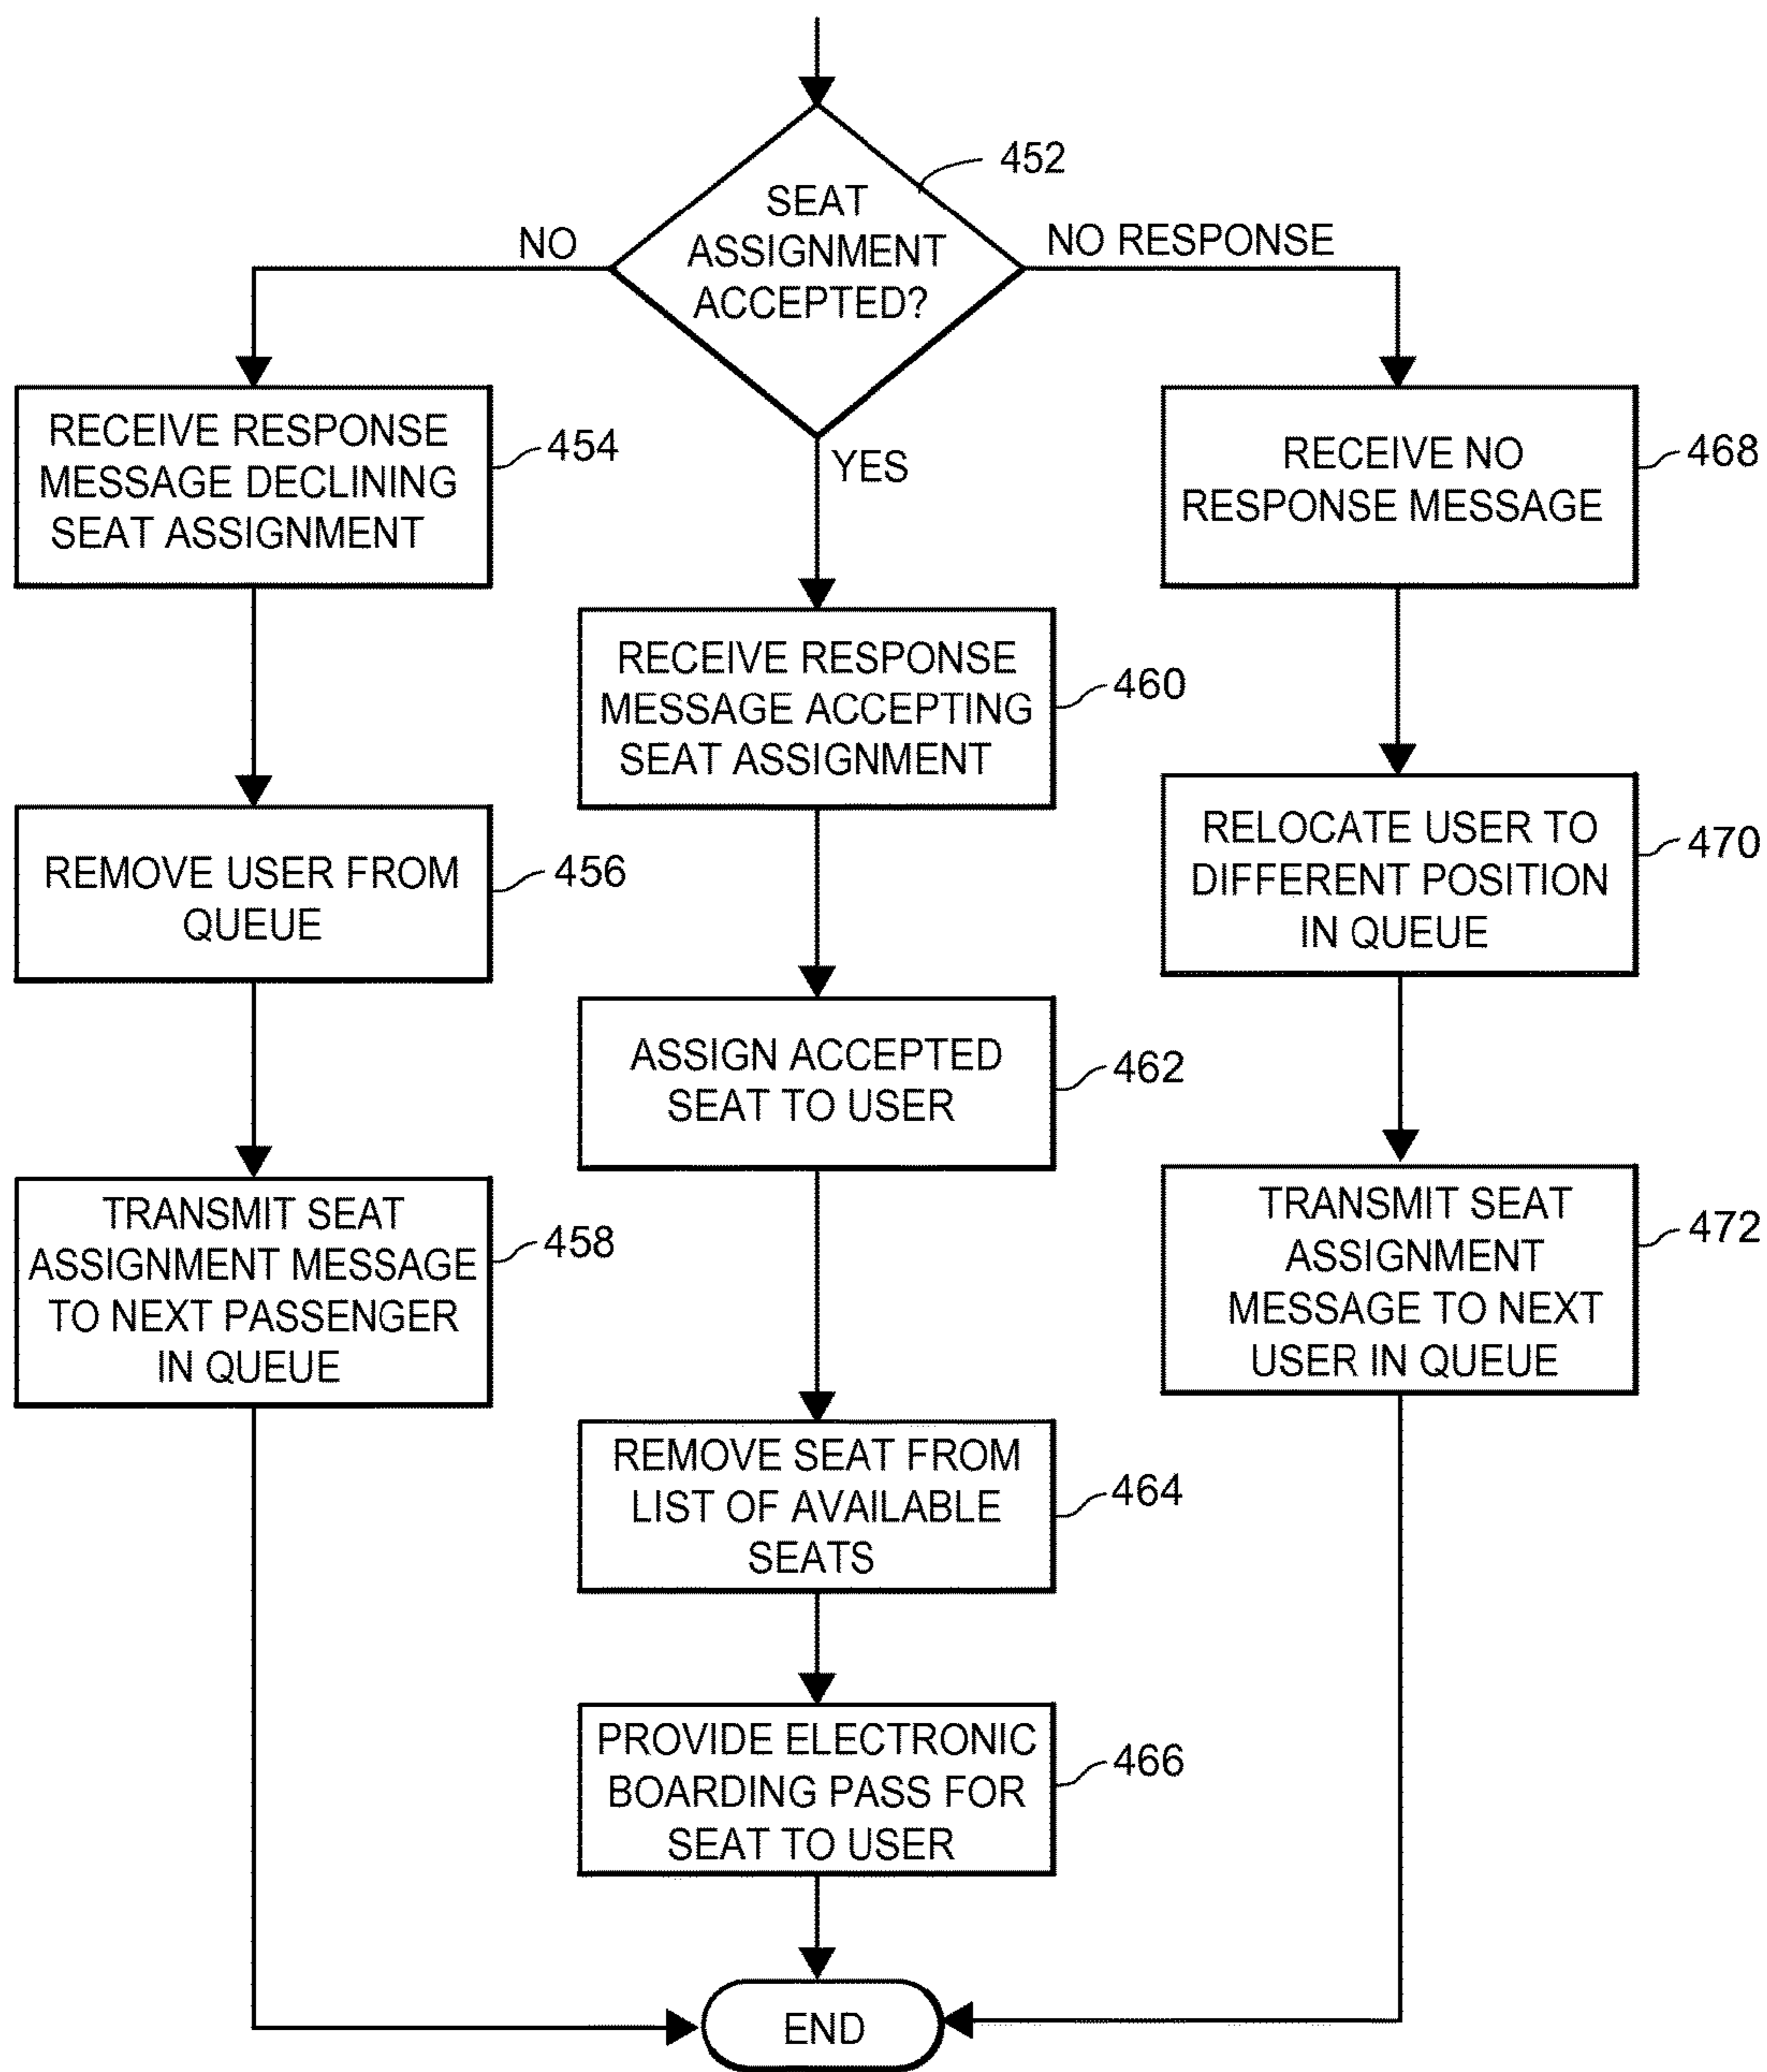 452
SEAT
ASSIGNMENT
ACCEPTED?
NO
NO RESPONSE
YES
RECEIVE RESPONSE
MESSAGE DECLINING
SEAT ASSIGNMENT
454
REMOVE USER FROM
QUEUE
456
TRANSMIT SEAT
ASSIGNMENT MESSAGE
TO NEXT PASSENGER
IN QUEUE
458
RECEIVE RESPONSE
MESSAGE ACCEPTING
SEAT ASSIGNMENT
460
ASSIGN ACCEPTED
SEAT TO USER
462
REMOVE SEAT FROM
LIST OF AVAILABLE
SEATS
464
PROVIDE ELECTRONIC
BOARDING PASS FOR
SEAT TO USER
466
RECEIVE NO
RESPONSE MESSAGE
468
RELOCATE USER TO
DIFFERENT POSITION
IN QUEUE
470
TRANSMIT SEAT
ASSIGNMENT
MESSAGE TO NEXT
USER IN QUEUE
472
END